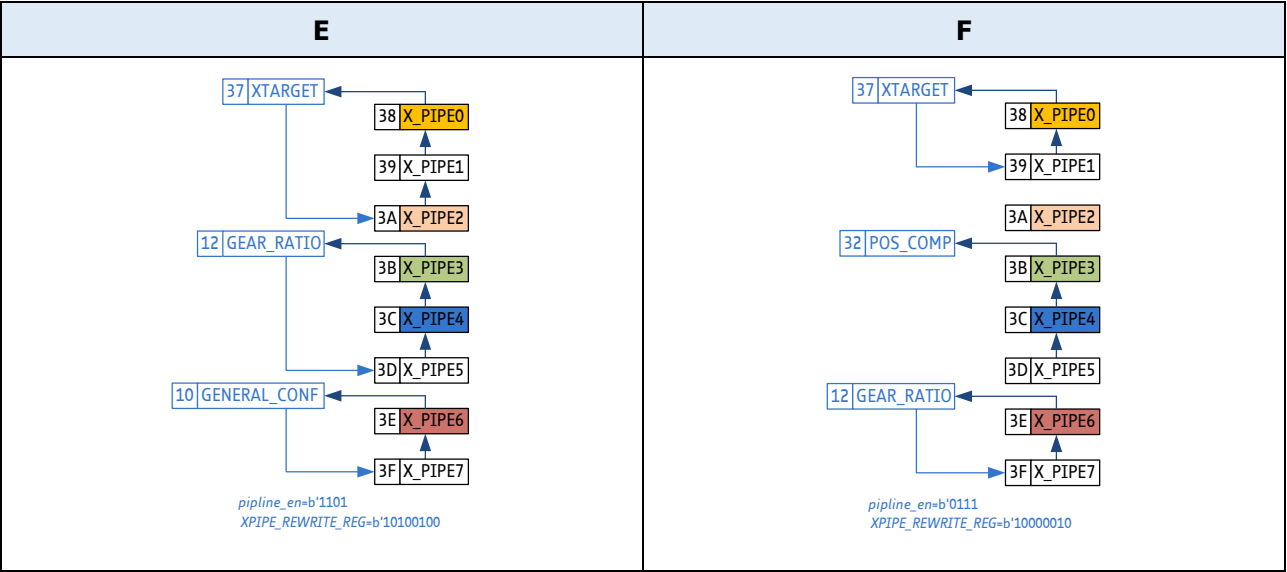 E
F
37 XTARGET
38 X_PIPE0
39 X_PIPE1
3A X_PIPE2
12 GEAR_RATIO
3B X_PIPE3
3C X_PIPE4
3D X_PIPE5
10 GENERAL_CONF
3E X_PIPE6
3F X_PIPE7
pipline_en=b'1101
XPIPE_REWRITE_REG=b'10100100
37 XTARGET
38 X_PIPE0
39 X_PIPE1
3A X_PIPE2
32 POS_COMP
3B X_PIPE3
3C X_PIPE4
3D X_PIPE5
12 GEAR_RATIO
3E X_PIPE6
3F X_PIPE7
pipline_en=b'0111
XPIPE_REWRITE_REG=b'10000010